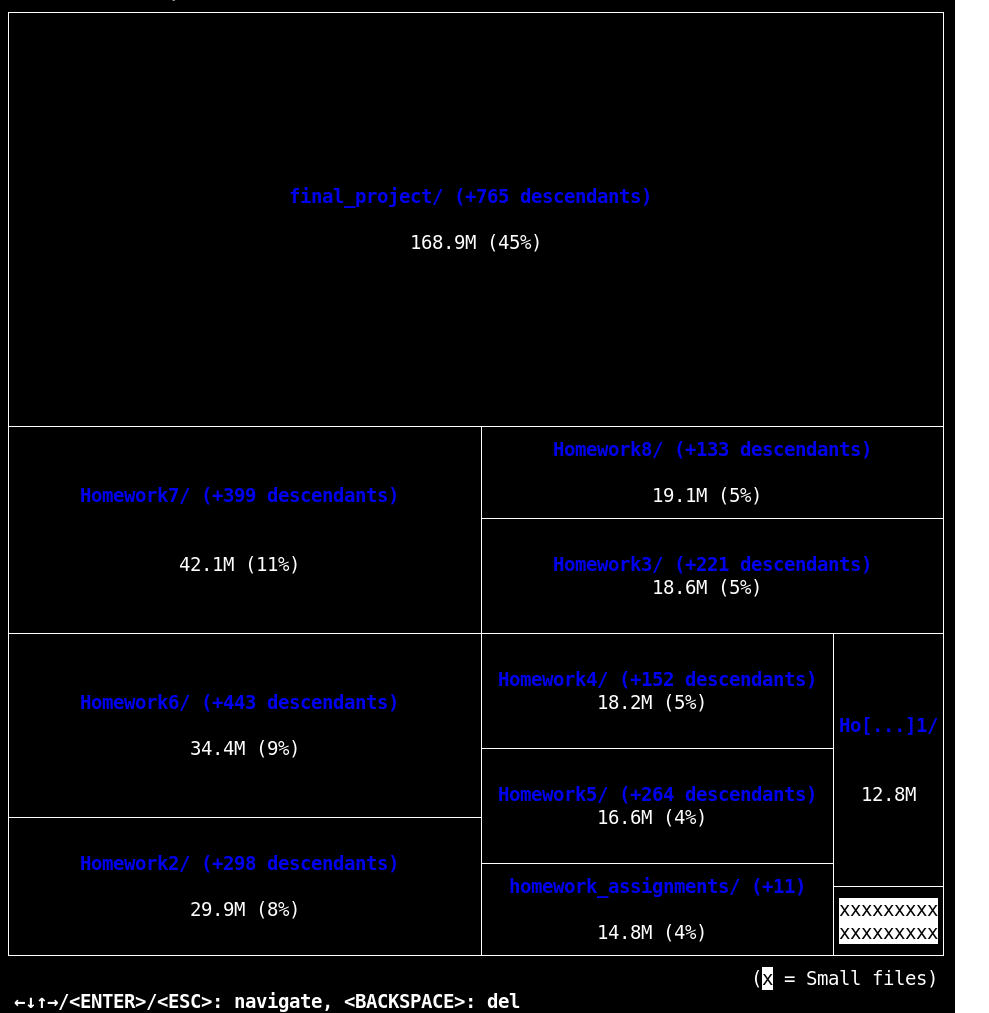 final_project/ (+765 descendants)
168.9M (45%)
Homework7/ (+399 descendants)
42.1M (11%)
Homework8/ (+133 descendants)
19.1M (5%)
Homework3/ (+221 descendants)
18.6M (5%)
Homework6/ (+443 descendants)
34.4M (9%)
Homework4/ (+152 descendants)
18.2M (5%)
Ho[...]1/
12.8M
Homework5/ (+264 descendants)
16.6M (4%)
Homework2/ (+298 descendants)
29.9M (8%)
homework_assignments/ (+11)
14.8M (4%)
xxxxxxxxx
xxxxxxxxx
(x = Small files)
←↓↑→/<ENTER>/<ESC>: navigate, <BACKSPACE>: del